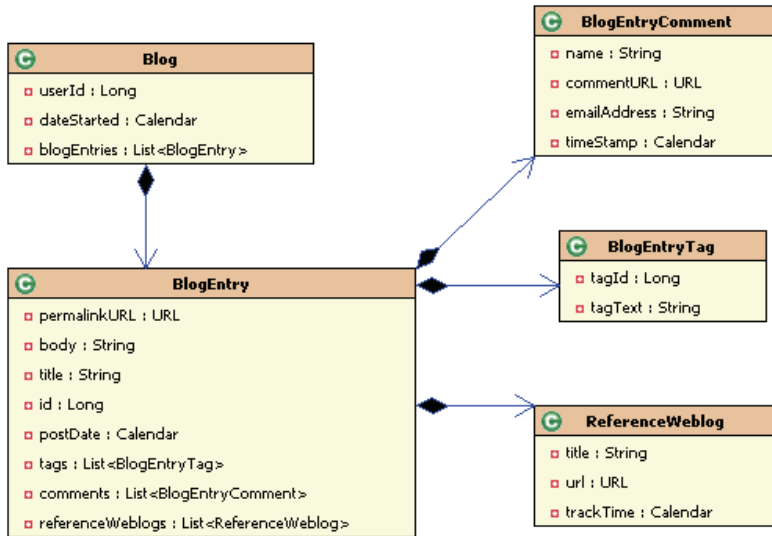 Blog
userId : Long
dateStarted : Calendar
blogEntries : List<BlogEntry>
BlogEntryComment
name : String
commentURL : URL
emailAddress : String
timeStamp : Calendar
BlogEntry
permalinkURL : URL
body : String
title : String
id : Long
postDate : Calendar
tags : List<BlogEntryTag>
comments : List<BlogEntryComment>
referenceWeblogs : List<ReferenceWeblog>
BlogEntryTag
tagId : Long
tagText : String
ReferenceWeblog
title : String
url : URL
trackTime : Calendar
C
C
C
C
C